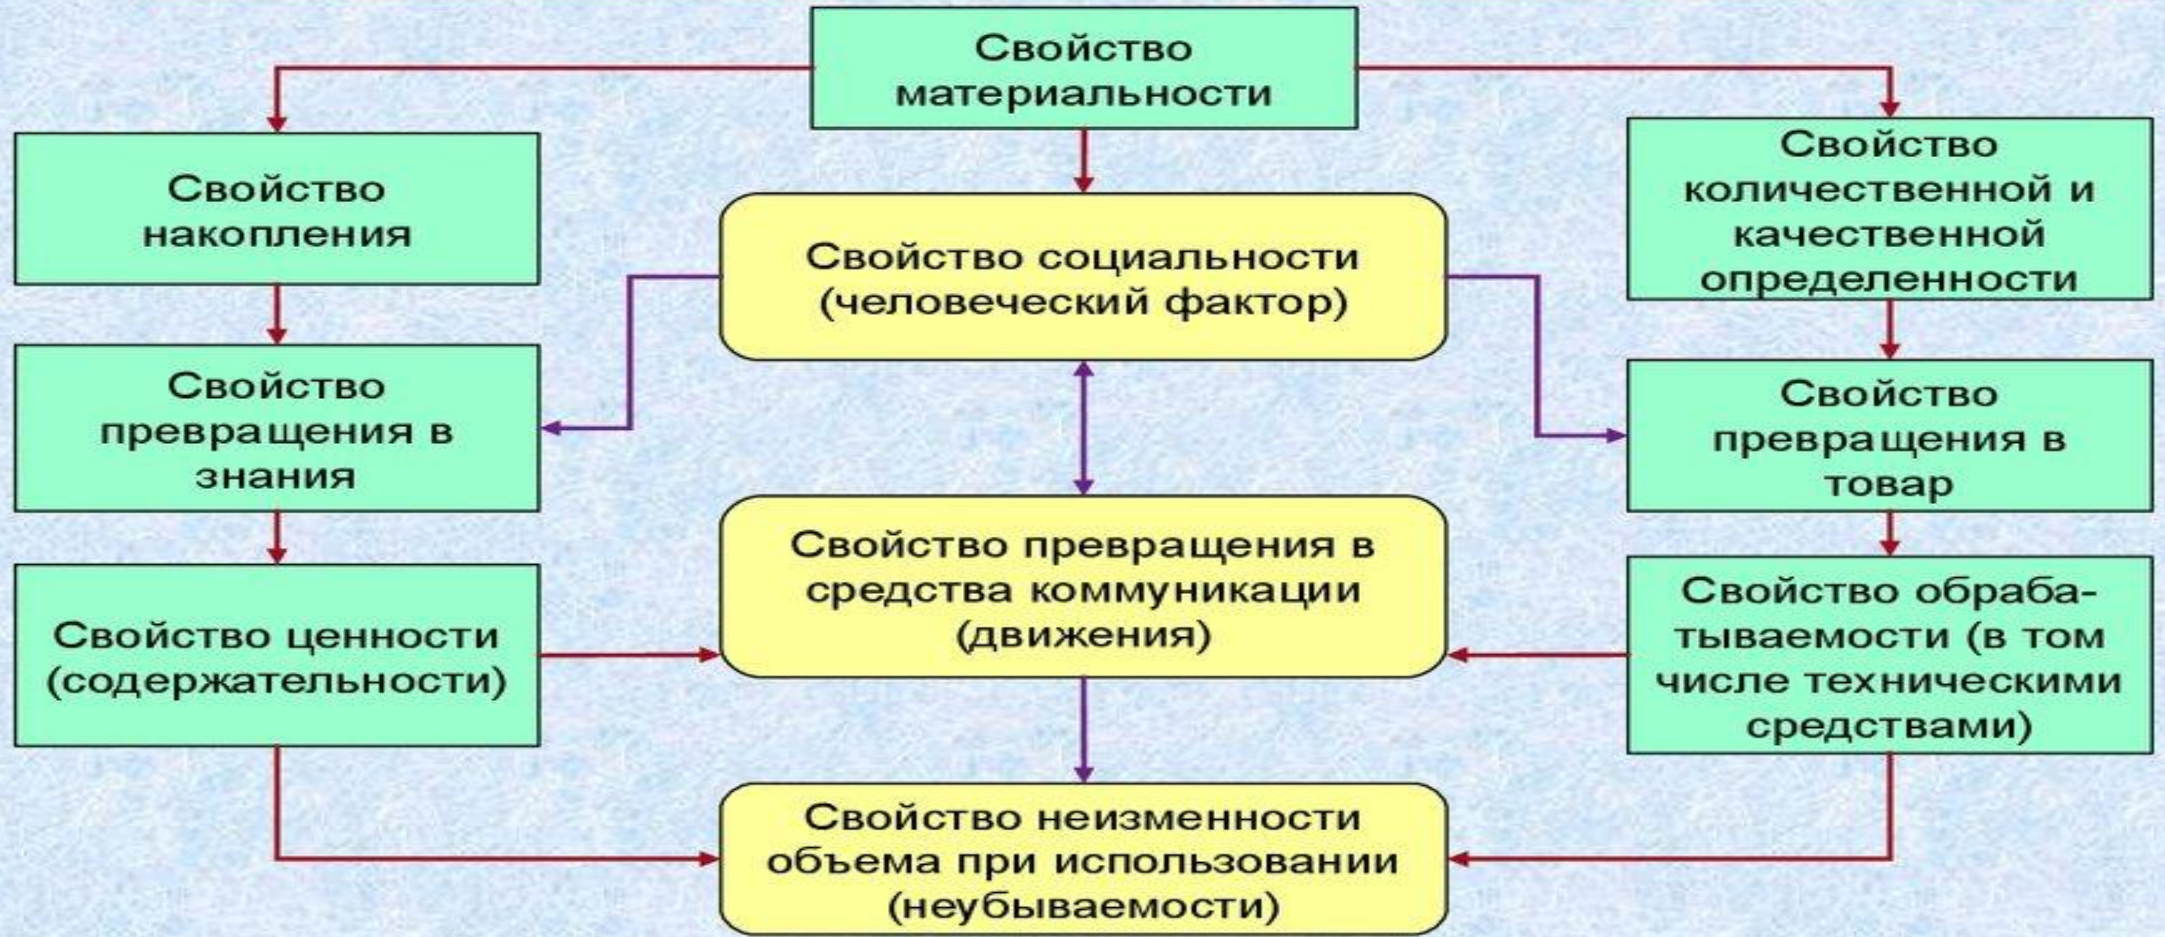 Свойство
материальности
Свойство
накопления
Свойство социальности
(человеческий фактор)
Свойство
количественной и
качественной
определенности
Свойство
превращения в
знания
Свойство
превращения в
товар
Свойство ценности
(содержательности)
Свойство превращения в
средства коммуникации
(движения)
Свойство обраба-
тываемости (в том
числе техническими
средствами)
Свойство неизменности
объема при использовании
(неубываемости)